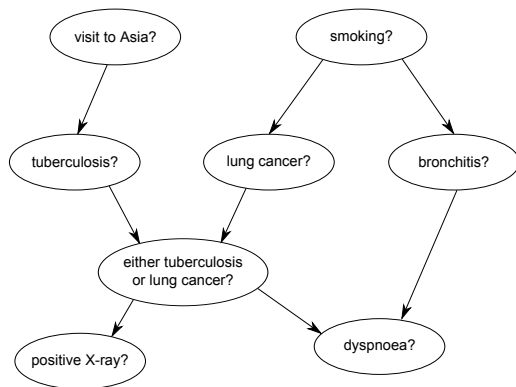 visit to Asia?
smoking?
tuberculosis?
lung cancer?
bronchitis?
either tuberculosis
or lung cancer?
positive X-ray?
dyspnoea?